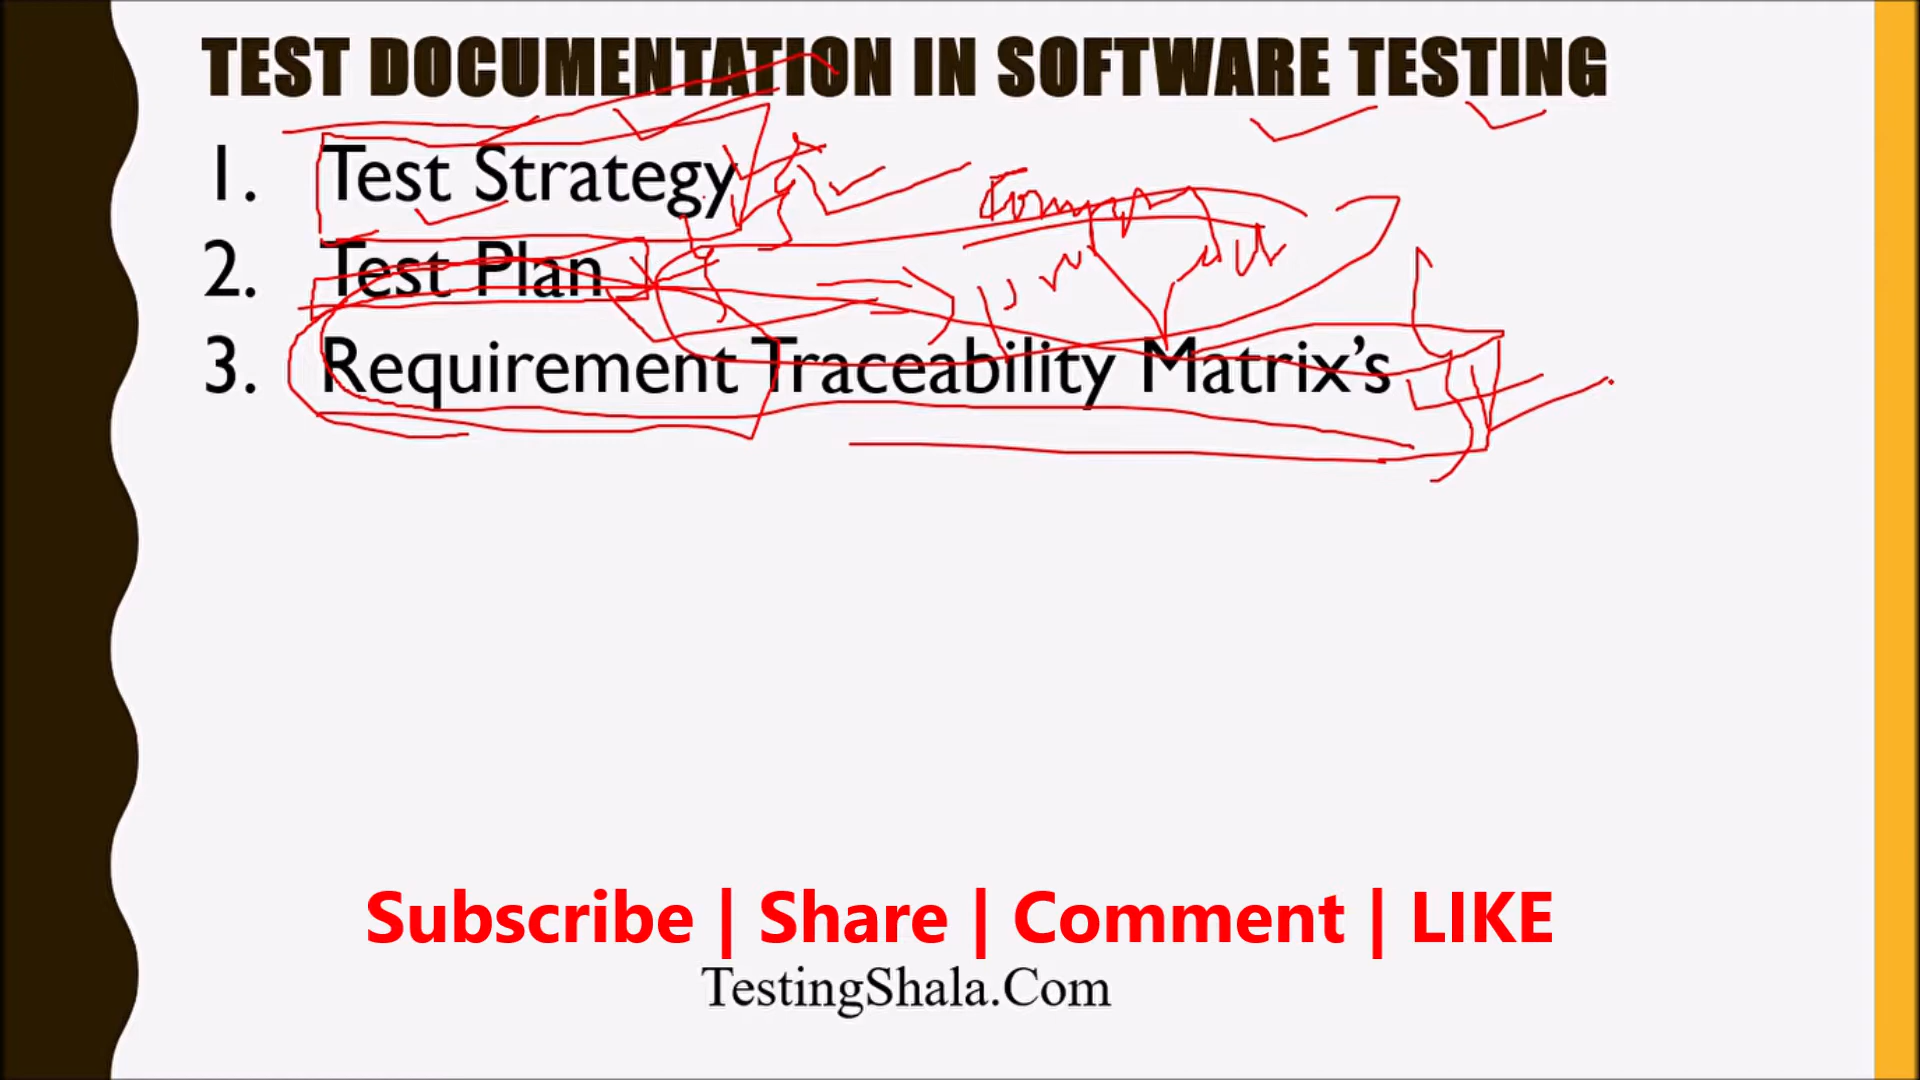 TEST DOCUMENTATION IN SOFTWARE TESTING
1. Test Strategy
2. Test Plan
3. Requirement Traceability Matrix's
Subscribe | Share | Comment | LIKE
TestingShala.Com